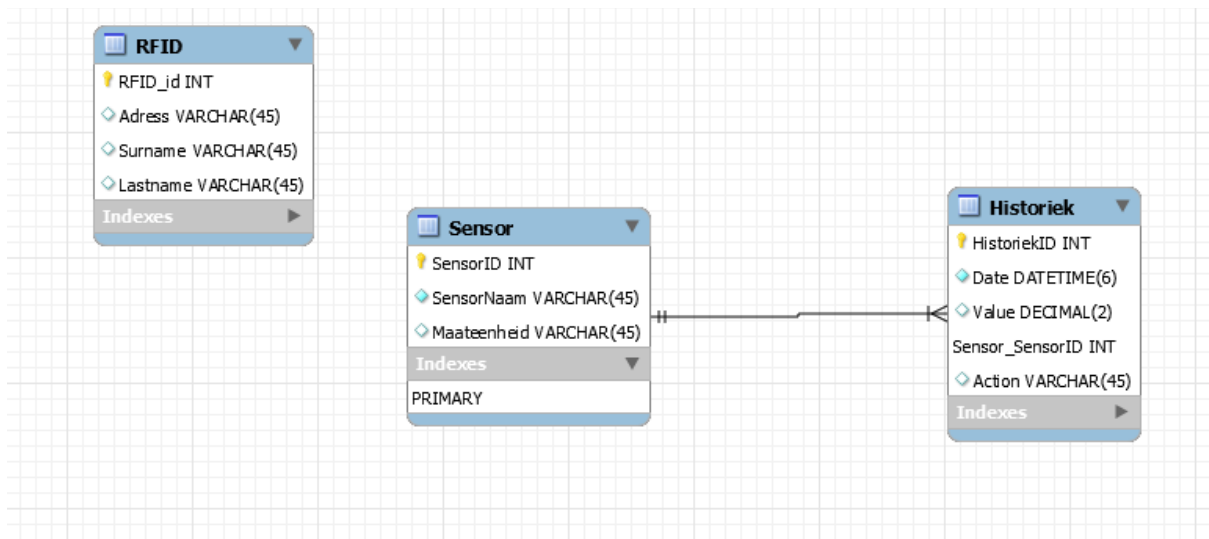 RFID
RFID_id INT
Adress VARCHAR(45)
Surname VARCHAR(45)
Lastname VARCHAR(45)
Indexes
Sensor
SensorID INT
SensorNaam VARCHAR(45)
Maateenheid VARCHAR(45)
Indexes
PRIMARY
Historiek
HistoriekID INT
Date DATETIME(6)
Value DECIMAL(2)
Sensor_SensorID INT
Action VARCHAR(45)
Indexes